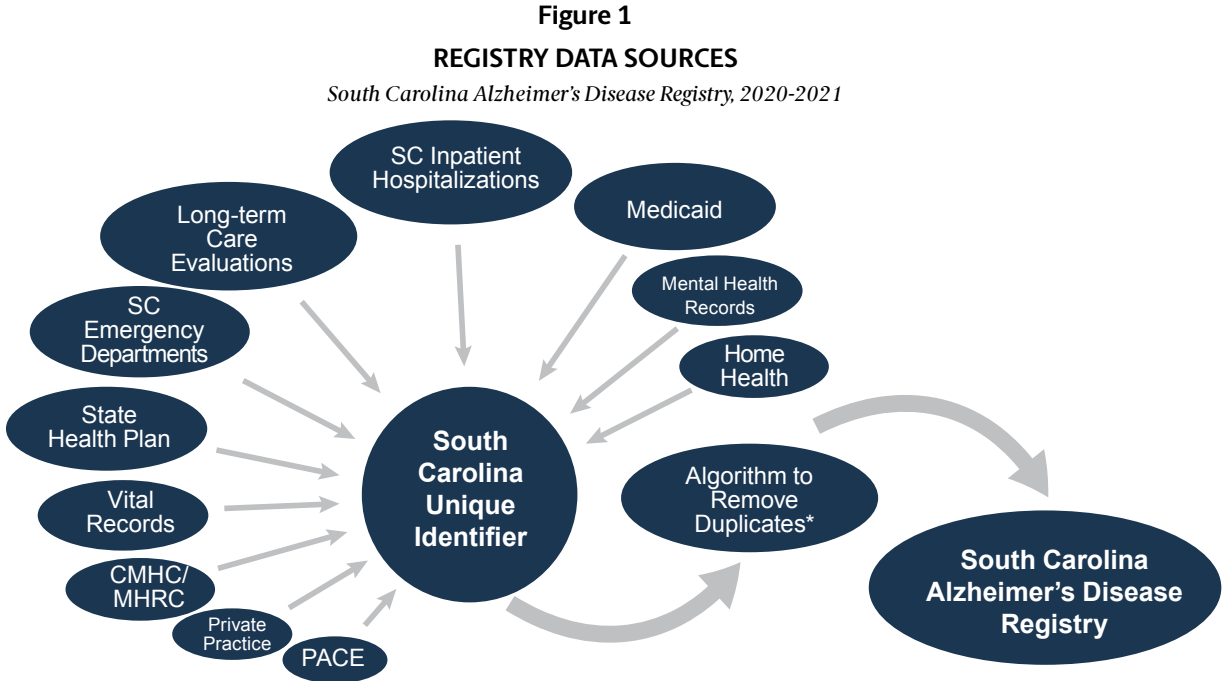 Figure 1
REGISTRY DATA SOURCES
South Carolina Alzheimer's Disease Registry, 2020-2021
SC Inpatient
Hospitalizations
Medicaid
Long-term
Care
Evaluations
Mental Health
Records
SC
Emergency
Departments
Home
Health
State
Health Plan
South
Carolina
Unique
Identifier
Algorithm to
Remove
Duplicates*
Vital
Records
South Carolina
Alzheimer's Disease
Registry
CMHC/
MHRC
Private
Practice
PACE